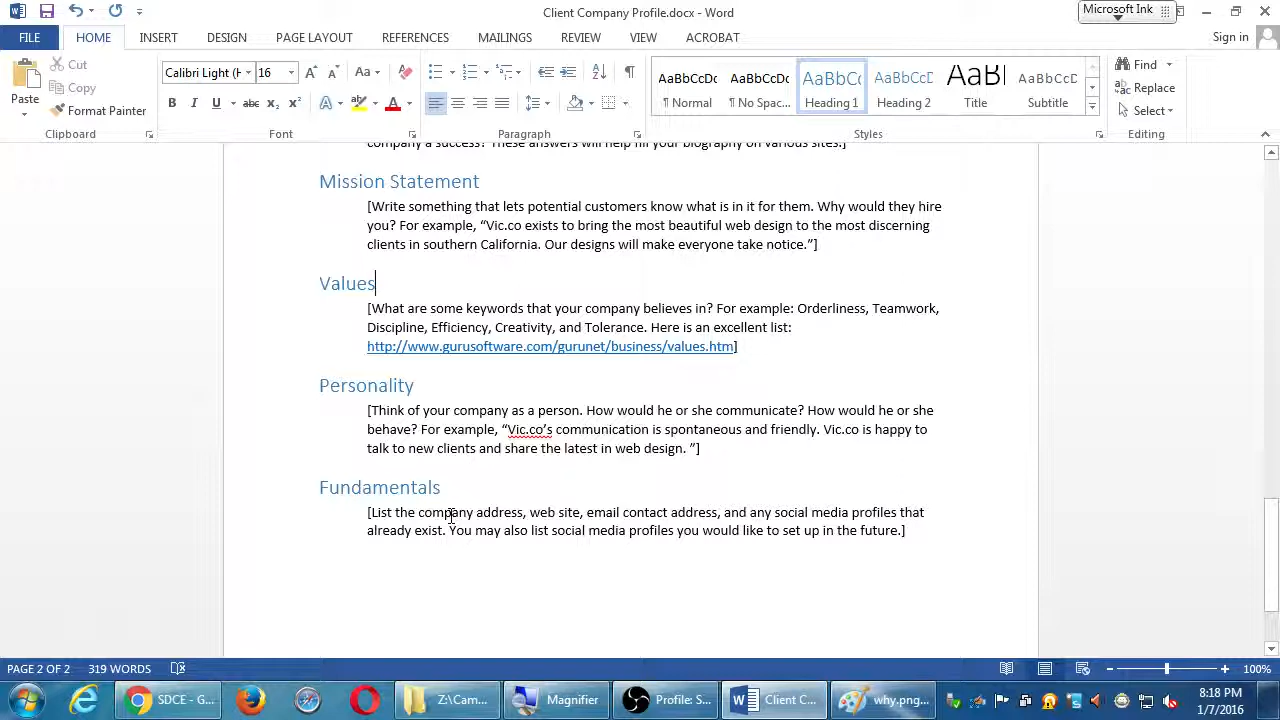 Client Company Profile.docx - Word
Microsoft Ink
FILE
HOME
INSERT
DESIGN
PAGE LAYOUT
REFERENCES
MAILINGS
REVIEW
VIEW
ACROBAT
Sign in
Paste
Cut
Copy
Format Painter
Clipboard
Calibri Light (H
16
Font
Paragraph
AaBbCcDc
¶ Normal
AaBbCcDc
¶ No Spac...
AaBbCc
Heading 1
AaBbCcD
Heading 2
AaB
Title
AaBbCcD
Subtitle
Styles
Find
Replace
Select
Editing
company a success? These answers will help fill your biography on various sites.]
Mission Statement
[Write something that lets potential customers know what is in it for them. Why would they hire
you? For example, “Vic.co exists to bring the most beautiful web design to the most discerning
clients in southern California. Our designs will make everyone take notice.”]
Values
[What are some keywords that your company believes in? For example: Orderliness, Teamwork,
Discipline, Efficiency, Creativity, and Tolerance. Here is an excellent list:
http://www.gurusoftware.com/gurunet/business/values.htm]
Personality
[Think of your company as a person. How would he or she communicate? How would he or she
behave? For example, “Vic.co’s communication is spontaneous and friendly. Vic.co is happy to
talk to new clients and share the latest in web design. ”]
Fundamentals
[List the company address, web site, email contact address, and any social media profiles that
already exist. You may also list social media profiles you would like to set up in the future.]
PAGE 2 OF 2
319 WORDS
100%
SDCE - G...
Z:\Cam...
Magnifier
Profile: S...
Client C...
why.png...
8:18 PM
1/7/2016